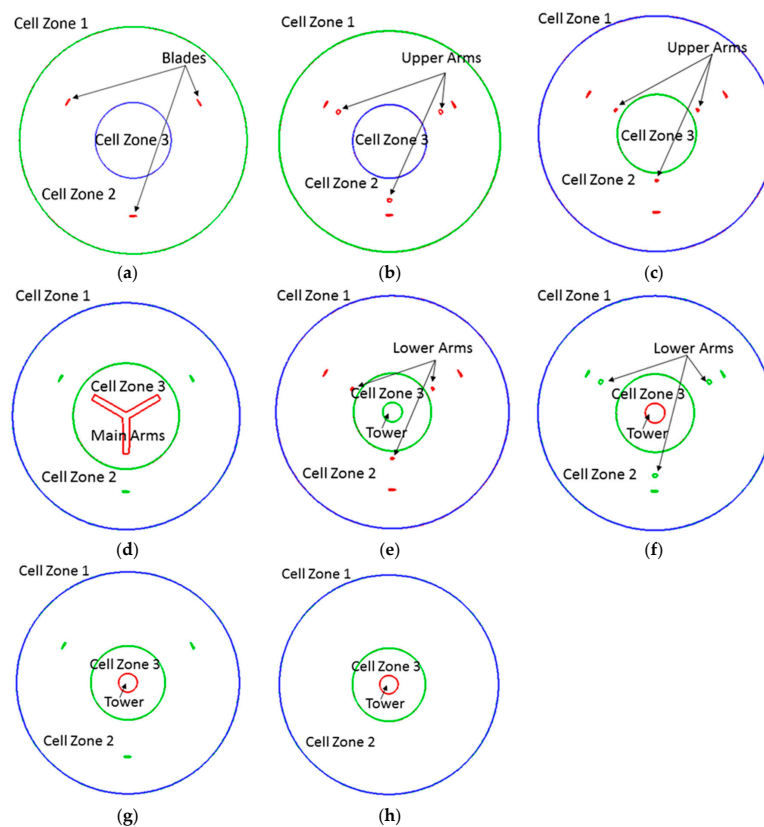 Cell Zone 1
Blades
Cell Zone 3
Cell Zone 2
(a)
Cell Zone 1
Upper Arms
Cell Zone 3
Cell Zone 2
(b)
Cell Zone 1
Upper Arms
Cell Zone 3
Cell Zone 2
(c)
Cell Zone 1
Cell Zone 3
Main Arms
Cell Zone 2
(d)
Cell Zone 1
Lower Arms
Cell Zone 3
Tower
Cell Zone 2
(e)
Cell Zone 1
Lower Arms
Cell Zone 3
Tower
Cell Zone 2
(f)
Cell Zone 1
Cell Zone 3
Tower
Cell Zone 2
(g)
Cell Zone 1
Cell Zone 3
Tower
Cell Zone 2
(h)